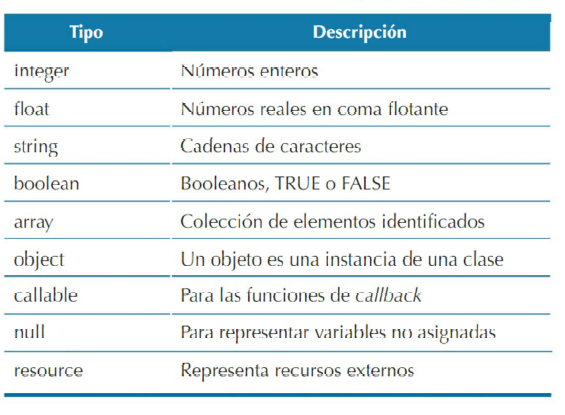 Tipo Descripción
integer Números enteros
float Números reales en coma flotante
string Cadenas de caracteres
boolean Booleanos, TRUE o FALSE
array Colección de elementos identificados
object Un objeto es una instancia de una clase
callable Para las funciones de callback
null Para representar variables no asignadas
resource Representa recursos externos